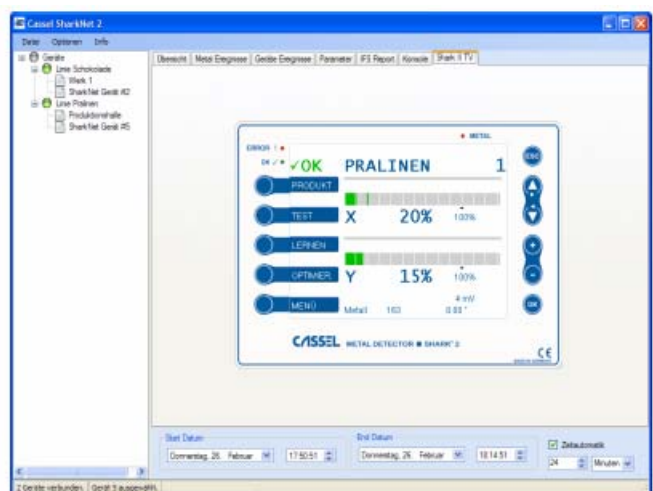 Cassel SharkNet 2
Datei Optionen Info
Geräte
Linie Schokolade
Werk 1
SharkNet Gerät #2
Linie Pralinen
Produktionshalle
SharkNet Gerät #5
Übersicht Metal Ereignisse Geräte Ereignisse Parameter IFS Report Konsole Shark II TV
METAL
ERROR !
OK ✓
ESC
✓OK PRALINEN 1
PRODUKT
TEST
X 20% 100%
LERNEN
OPTIMIER.
Y 15% 100%
MENÜ
4 mV
Metall 163 0.00°
OK
CASSEL METAL DETECTOR SHARK® 2
CE
Start Datum
Donnerstag, 26. Februar 17:50:51
End Datum
Donnerstag, 26. Februar 18:14:51
Zeitautomatik
24 Minuten
2 Geräte verbunden. Gerät 5 ausgewählt.